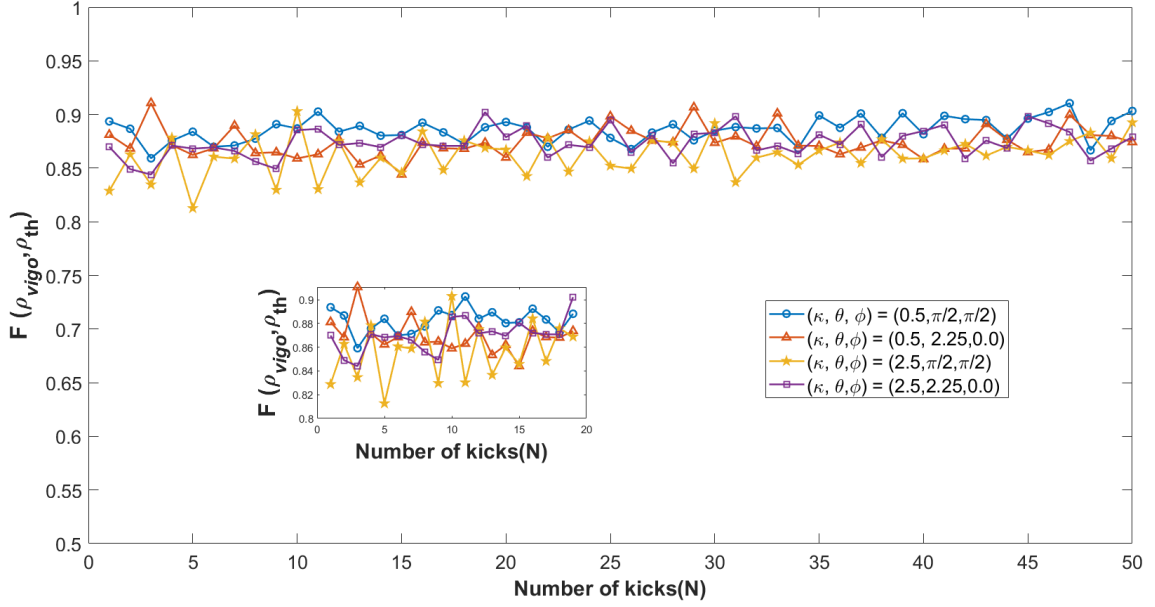 1
0.95
0.9
0.85
0.8
0.75
0.7
0.65
0.6
0.55
0.5
F (ρvigo,ρth)
0 5 10 15 20 25 30 35 40 45 50
Number of kicks(N)
0.9
0.88
0.86
0.84
0.82
0.8
F (ρvigo,ρth)
0 5 10 15 20
Number of kicks(N)
(κ, θ, ϕ) = (0.5,π/2,π/2)
(κ, θ,ϕ) = (0.5, 2.25,0.0)
(κ, θ,ϕ) = (2.5,π/2,π/2)
(κ, θ,ϕ) = (2.5,2.25,0.0)